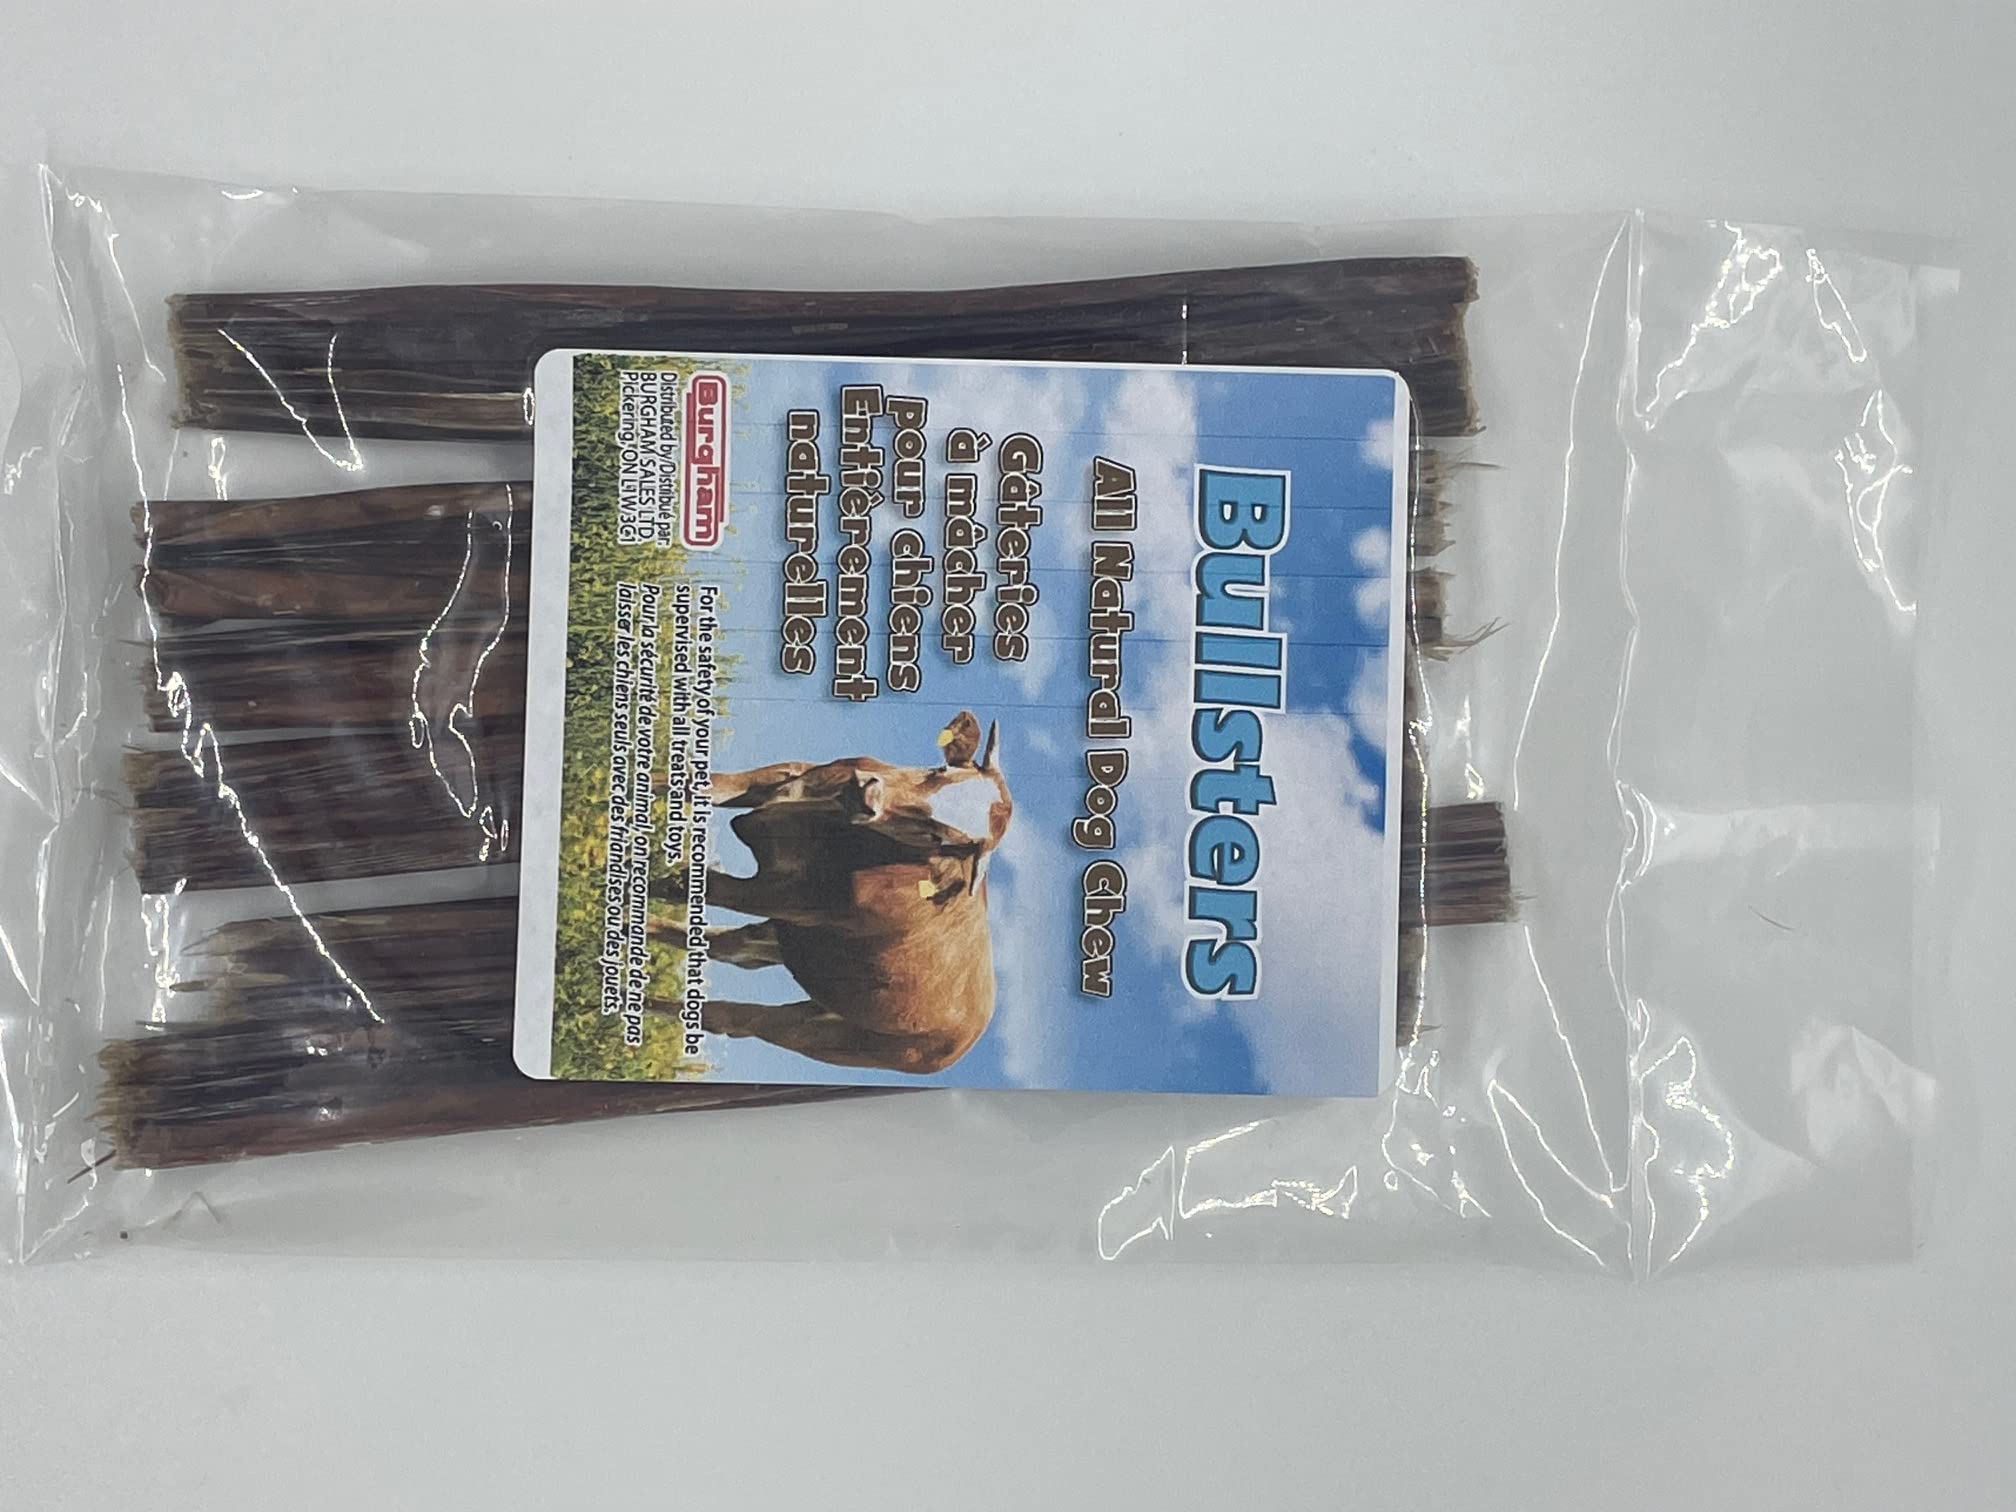 Bullsters
All Natural Dog Chew
Gâteries
à mâcher
pour chiens
Entièrement
naturelles
Burgham
Distributed by/Distribué par:
BURGHAM SALES LTD.
Pickering, ON L1W 3G1
For the safety of your pet, it is recommended that dogs be
supervised with all treats and toys.
Pour la sécurité de votre animal, on recommande de ne pas
laisser les chiens seuls avec des friandises ou des jouets.